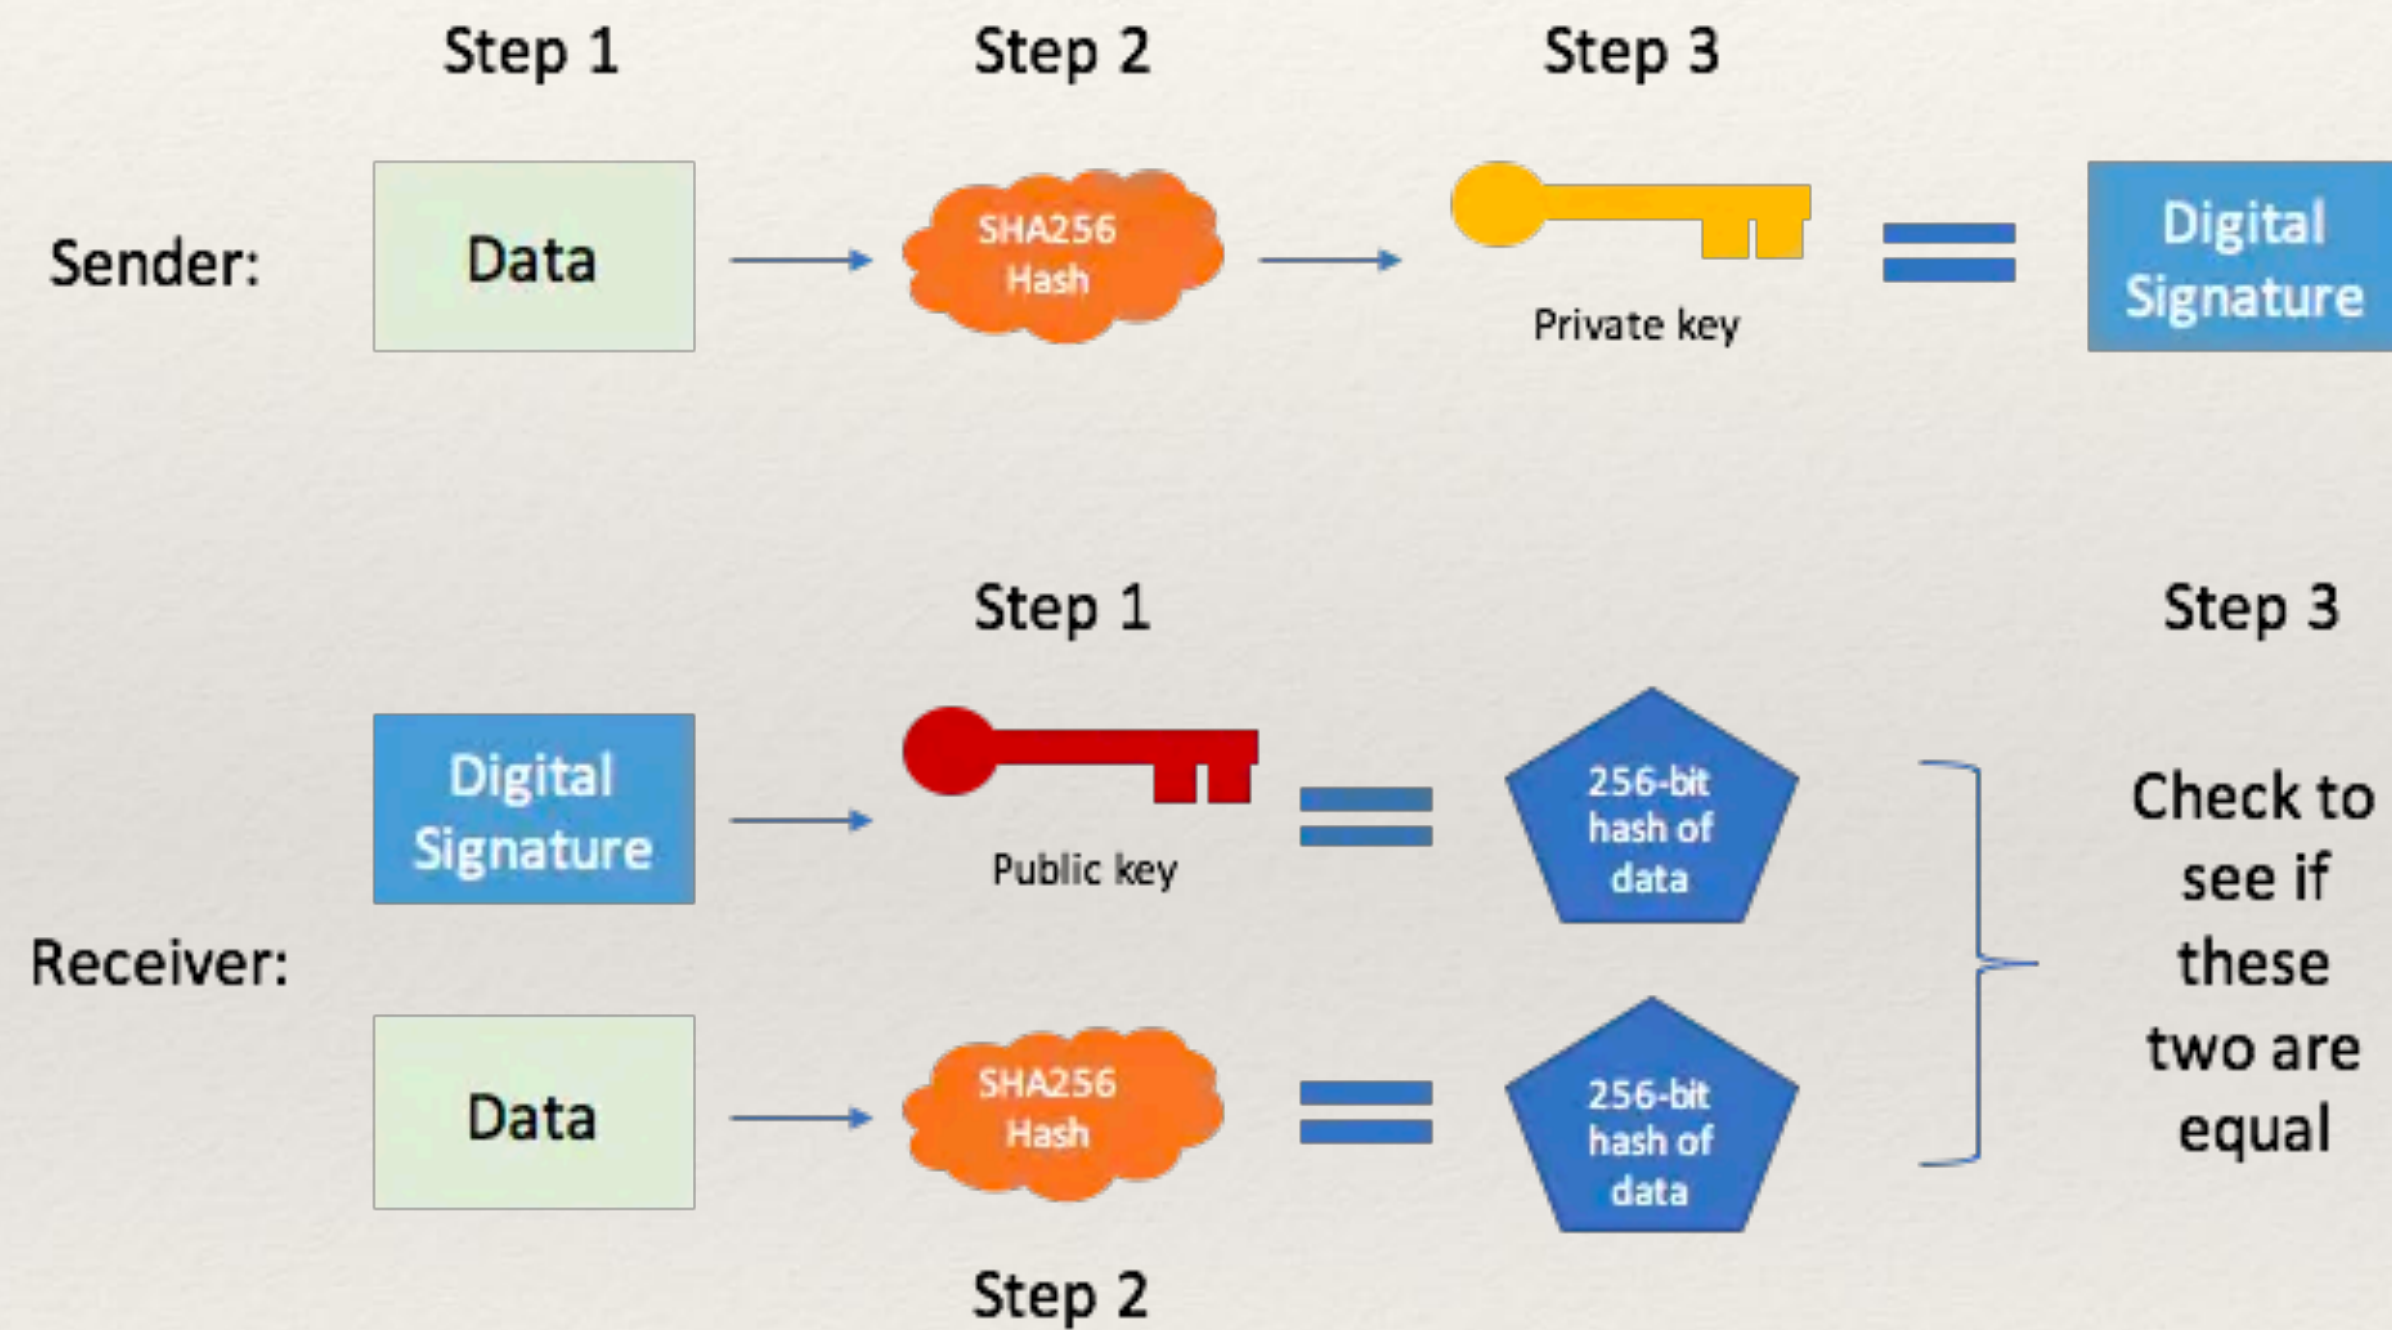 Step 1
Step 2
Step 3
Sender:
Data
SHA256
Hash
Private key
Digital
Signature
Step 1
Step 3
Receiver:
Digital
Signature
Public key
256-bit
hash of
data
Data
SHA256
Hash
256-bit
hash of
data
Check to
see if
these
two are
equal
Step 2